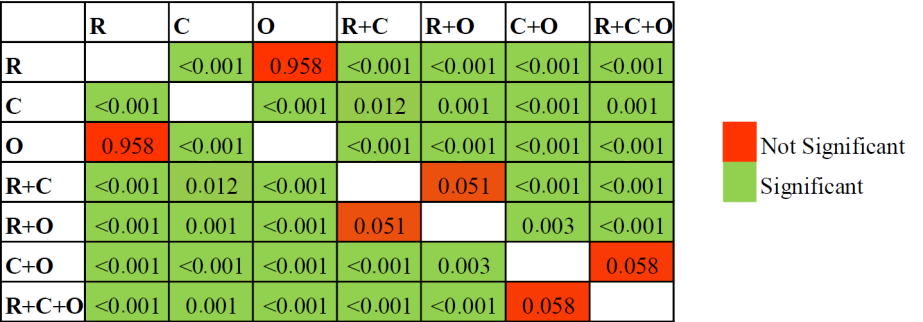 R C O R+C R+O C+O R+C+O
R <0.001 0.958 <0.001 <0.001 <0.001 <0.001
C <0.001 <0.001 0.012 0.001 <0.001 0.001
O 0.958 <0.001 <0.001 <0.001 <0.001 <0.001
R+C <0.001 0.012 <0.001 0.051 <0.001 <0.001
R+O <0.001 0.001 <0.001 0.051 0.003 <0.001
C+O <0.001 <0.001 <0.001 <0.001 0.003 0.058
R+C+O <0.001 0.001 <0.001 <0.001 <0.001 0.058
Not Significant
Significant